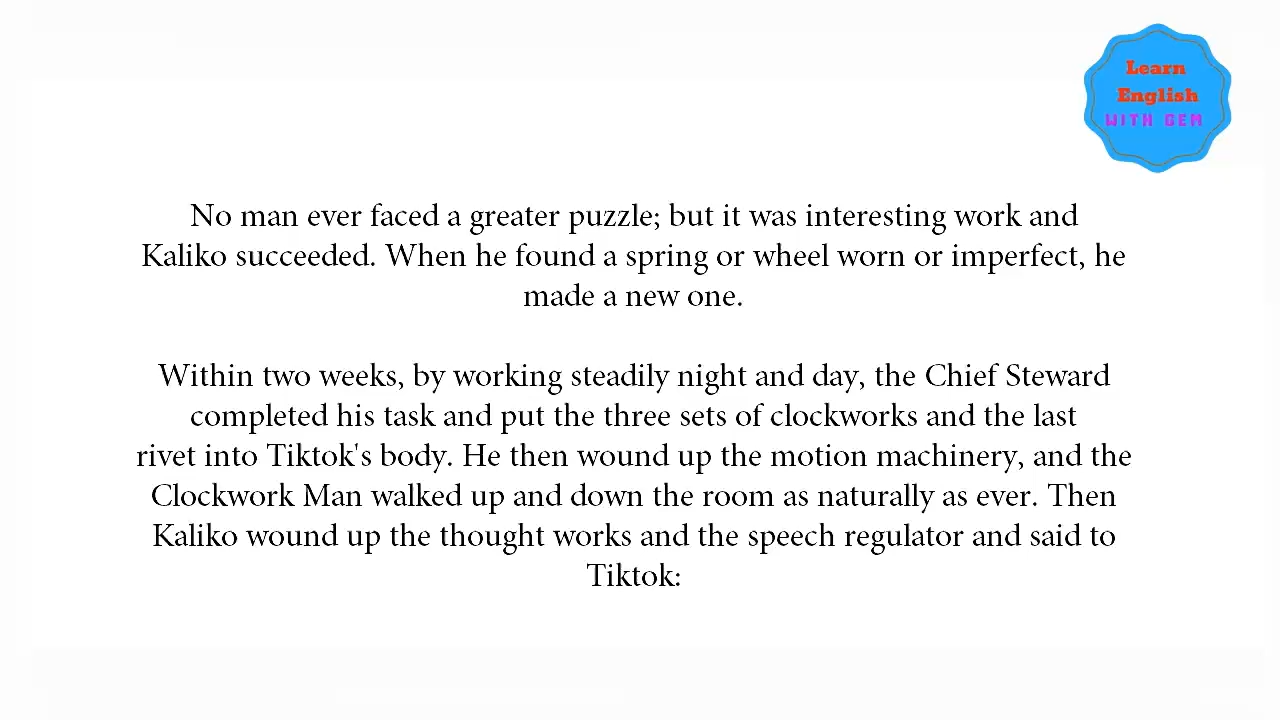 Learn
English
WITH GEM
No man ever faced a greater puzzle; but it was interesting work and
Kaliko succeeded. When he found a spring or wheel worn or imperfect, he
made a new one.
Within two weeks, by working steadily night and day, the Chief Steward
completed his task and put the three sets of clockworks and the last
rivet into Tiktok's body. He then wound up the motion machinery, and the
Clockwork Man walked up and down the room as naturally as ever. Then
Kaliko wound up the thought works and the speech regulator and said to
Tiktok: